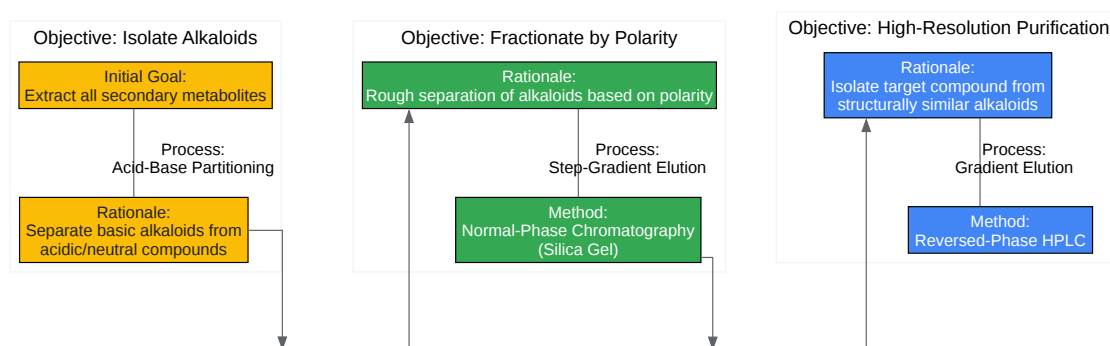 Objective: Isolate Alkaloids
Initial Goal:
Extract all secondary metabolites
Process:
Acid-Base Partitioning
Rationale:
Separate basic alkaloids from
acidic/neutral compounds
Objective: Fractionate by Polarity
Rationale:
Rough separation of alkaloids based on polarity
Process:
Step-Gradient Elution
Method:
Normal-Phase Chromatography
(Silica Gel)
Objective: High-Resolution Purification
Rationale:
Isolate target compound from
structurally similar alkaloids
Process:
Gradient Elution
Method:
Reversed-Phase HPLC